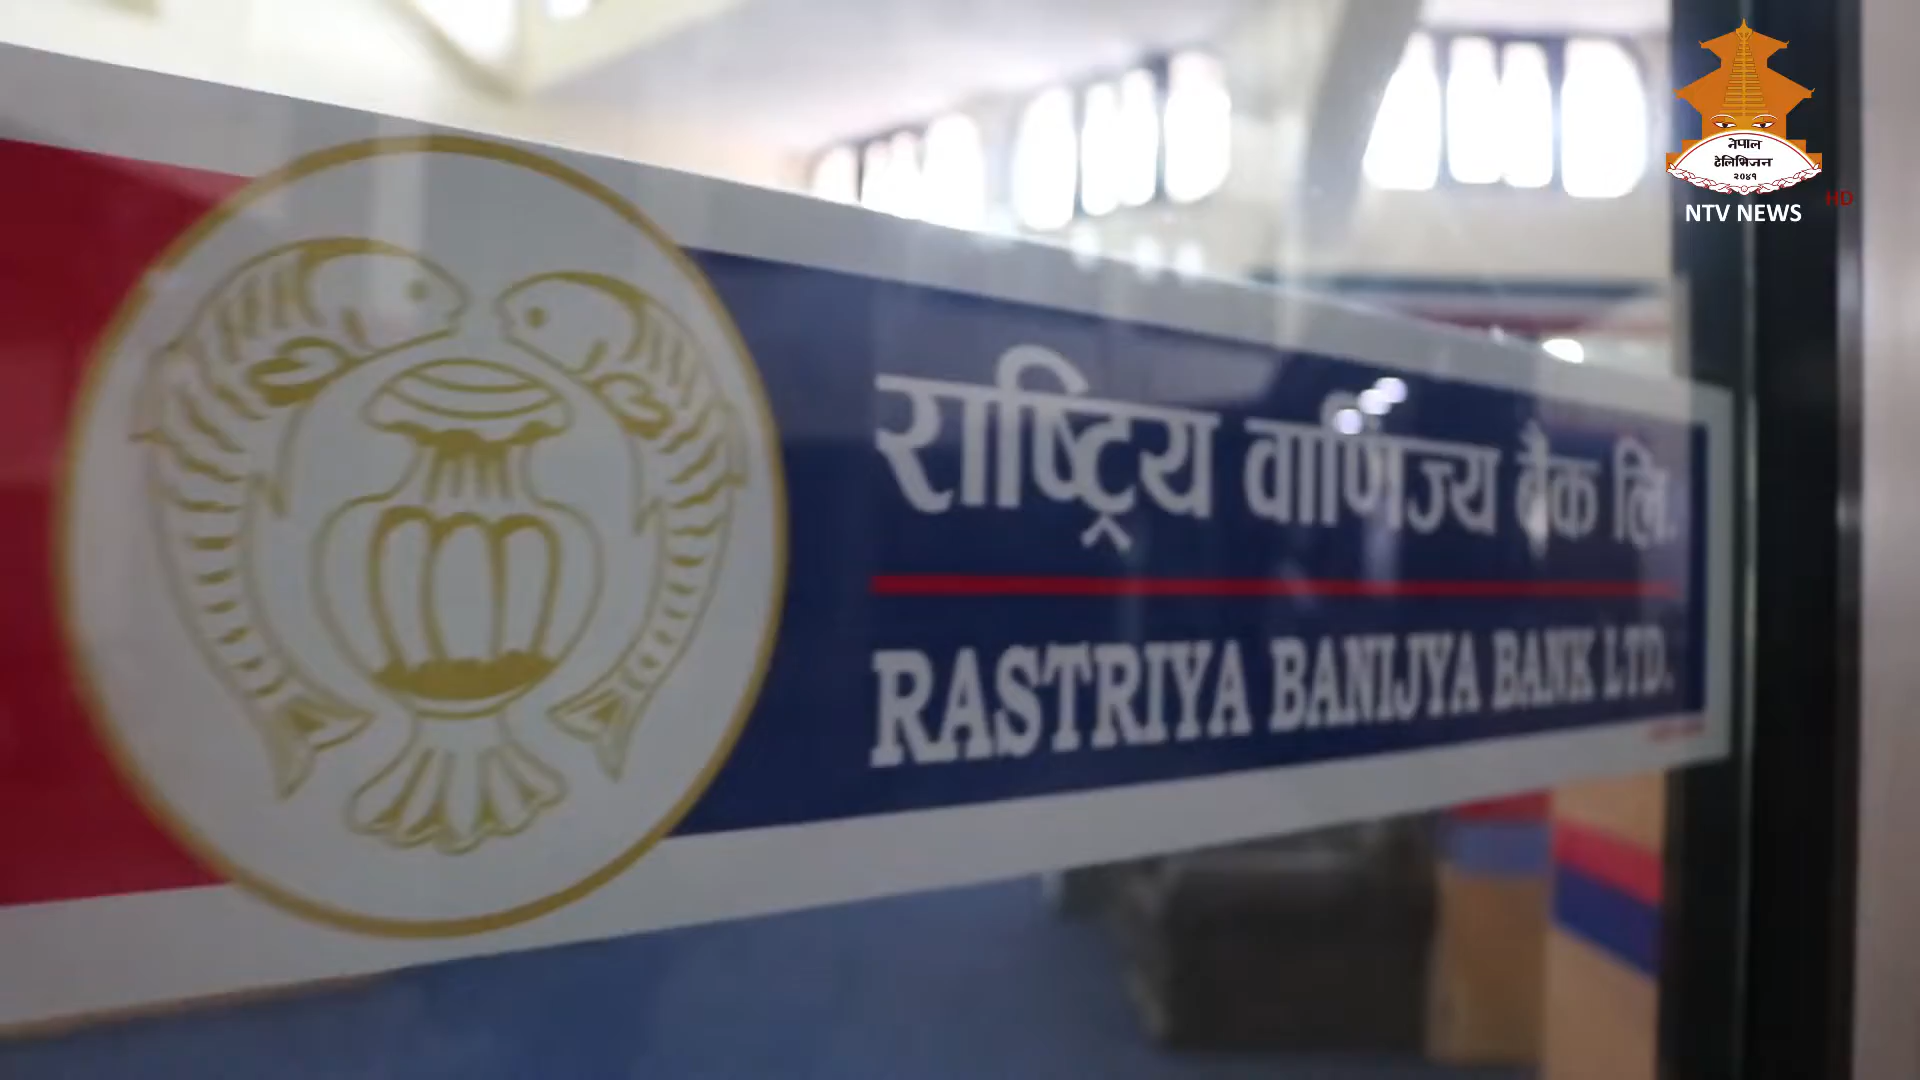 राष्ट्रिय वाणिज्य बैंक लि.
RASTRIYA BANIJYA BANK LTD.
नेपाल
टेलिभिजन
२०४१
NTV NEWS
HD